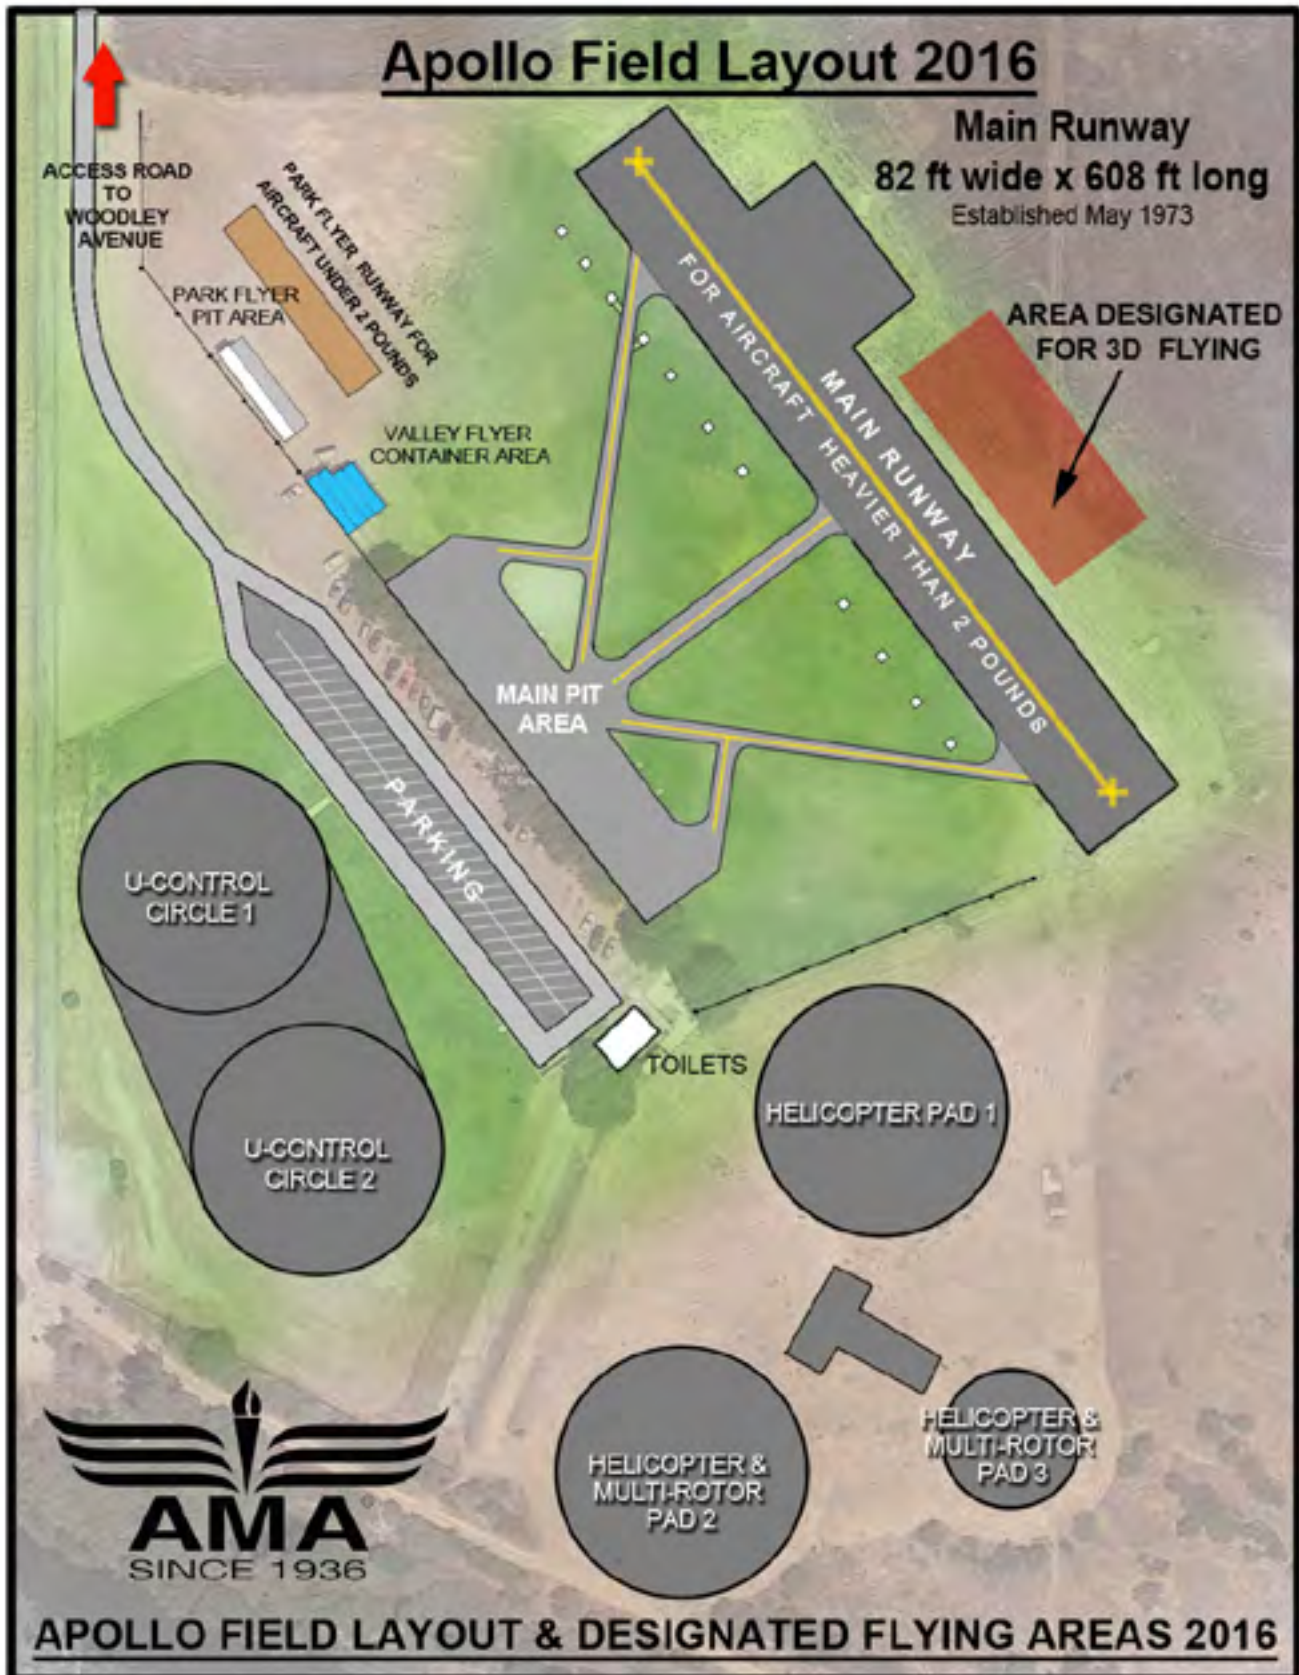 Apollo Field Layout 2016
Main Runway
82 ft wide x 608 ft long
Established May 1973
ACCESS ROAD
TO
WOODLEY
AVENUE
PARK FLYER RUNWAY FOR
AIRCRAFT UNDER 2 POUNDS
PARK FLYER
PIT AREA
VALLEY FLYER
CONTAINER AREA
AREA DESIGNATED
FOR 3D FLYING
MAIN RUNWAY
FOR AIRCRAFT HEAVIER THAN 2 POUNDS
MAIN PIT
AREA
PARKING
U-CONTROL
CIRCLE 1
U-CONTROL
CIRCLE 2
TOILETS
HELICOPTER PAD 1
HELICOPTER &
MULTI-ROTOR
PAD 2
HELICOPTER &
MULTI-ROTOR
PAD 3
AMA
SINCE 1936
APOLLO FIELD LAYOUT & DESIGNATED FLYING AREAS 2016